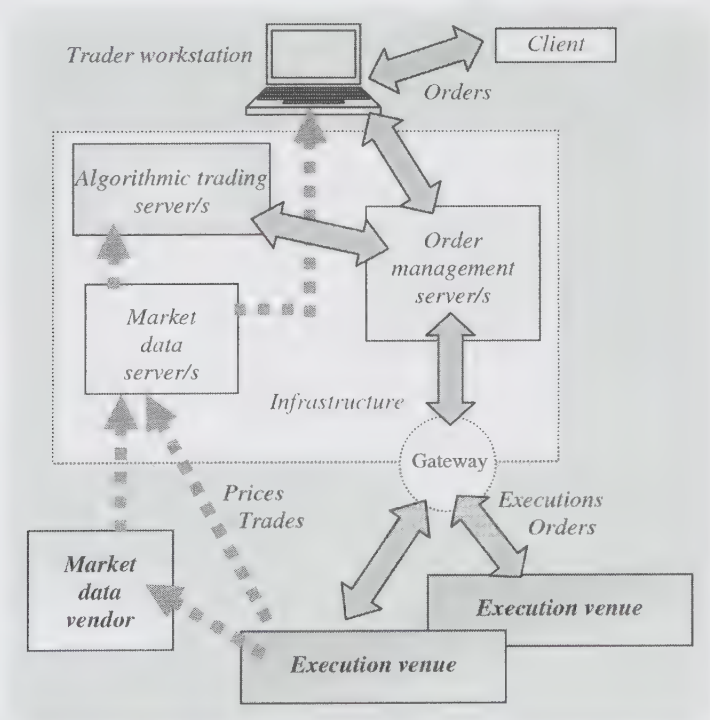 Trader workstation
Client
Orders
Algorithmic trading
server/s
Order
management
server/s
Market
data
server/s
Infrastructure
Gateway
Prices
Trades
Executions
Orders
Market
data
vendor
Execution venue
Execution venue